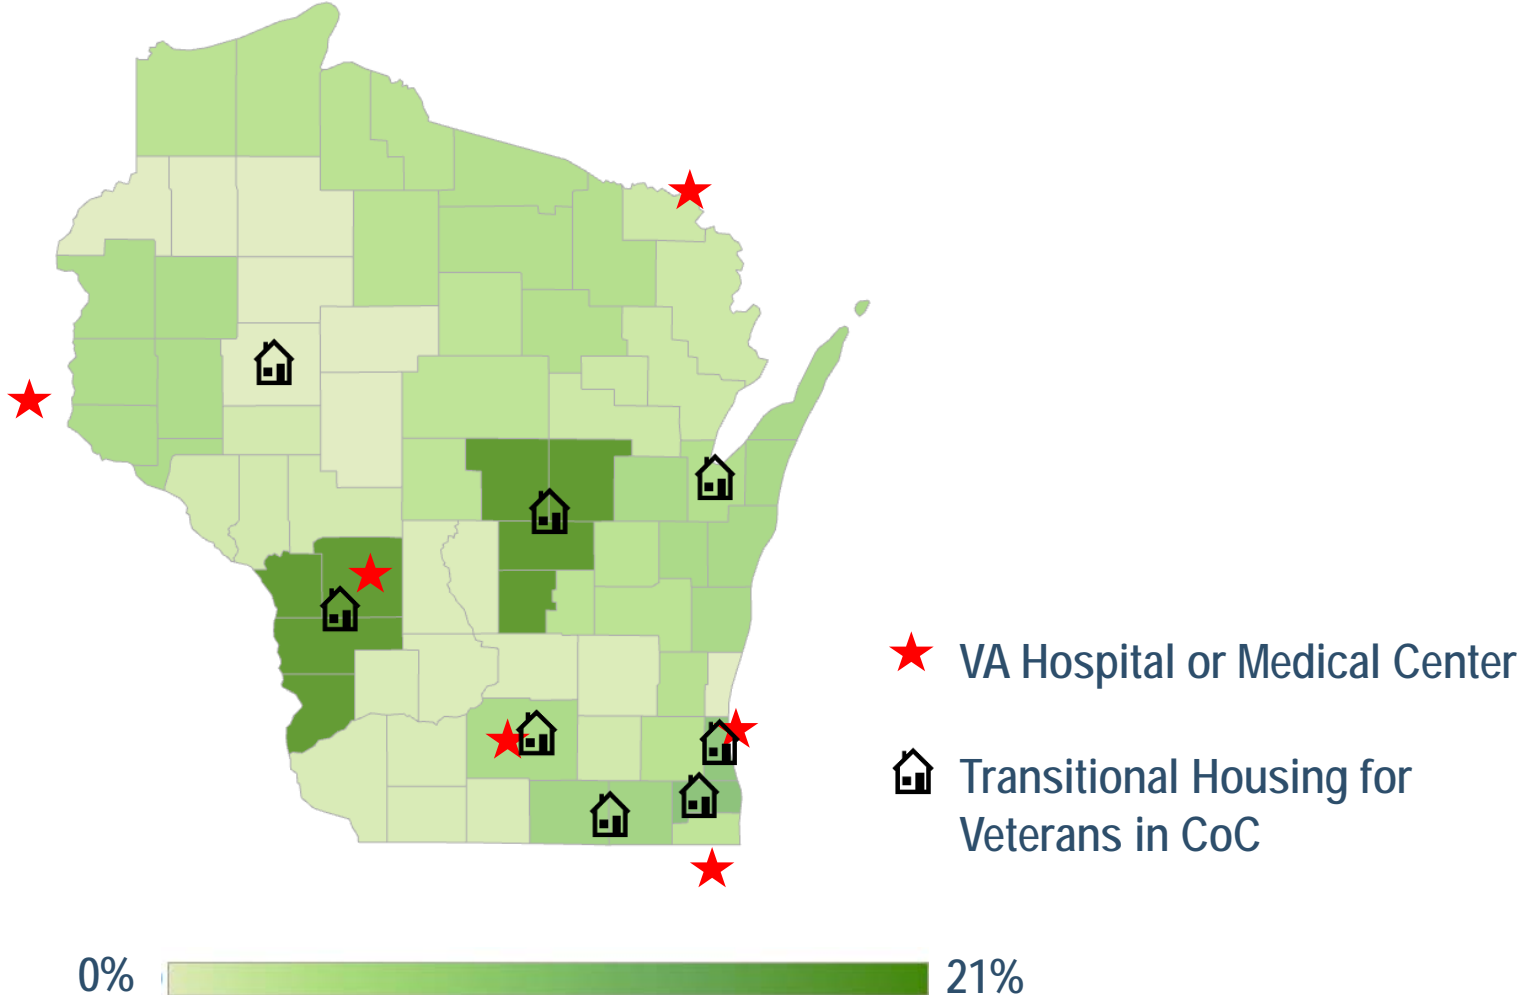 VA Hospital or Medical Center
Transitional Housing for
Veterans in CoC
0%
21%